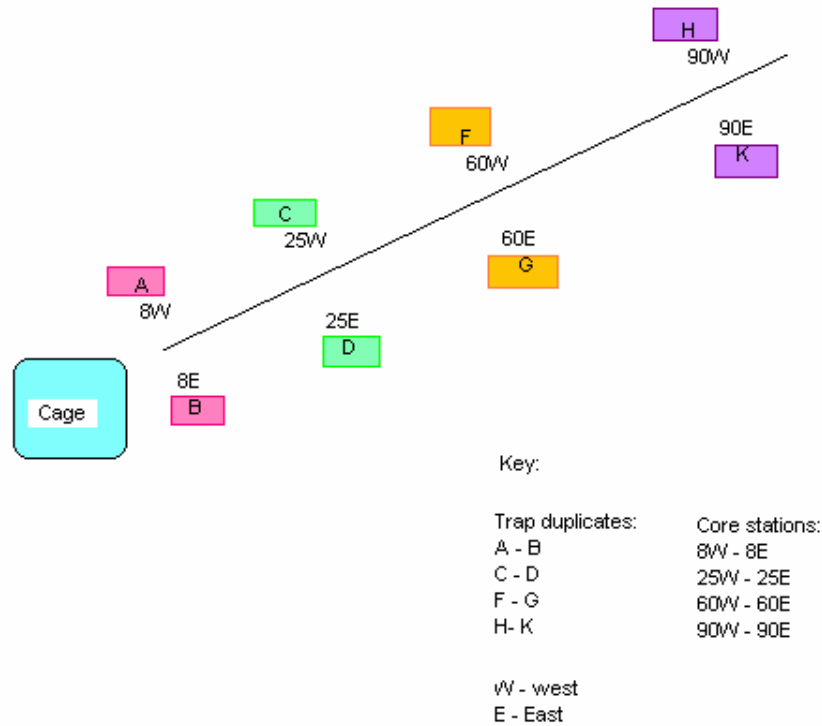 H
90W
90E
K
F
60W
60E
G
C
25W
25E
D
A
8W
8E
B
Cage
Key:
Trap duplicates:
A - B
C - D
F - G
H- K
Core stations:
8W - 8E
25W - 25E
60W - 60E
90W - 90E
W - west
E - East